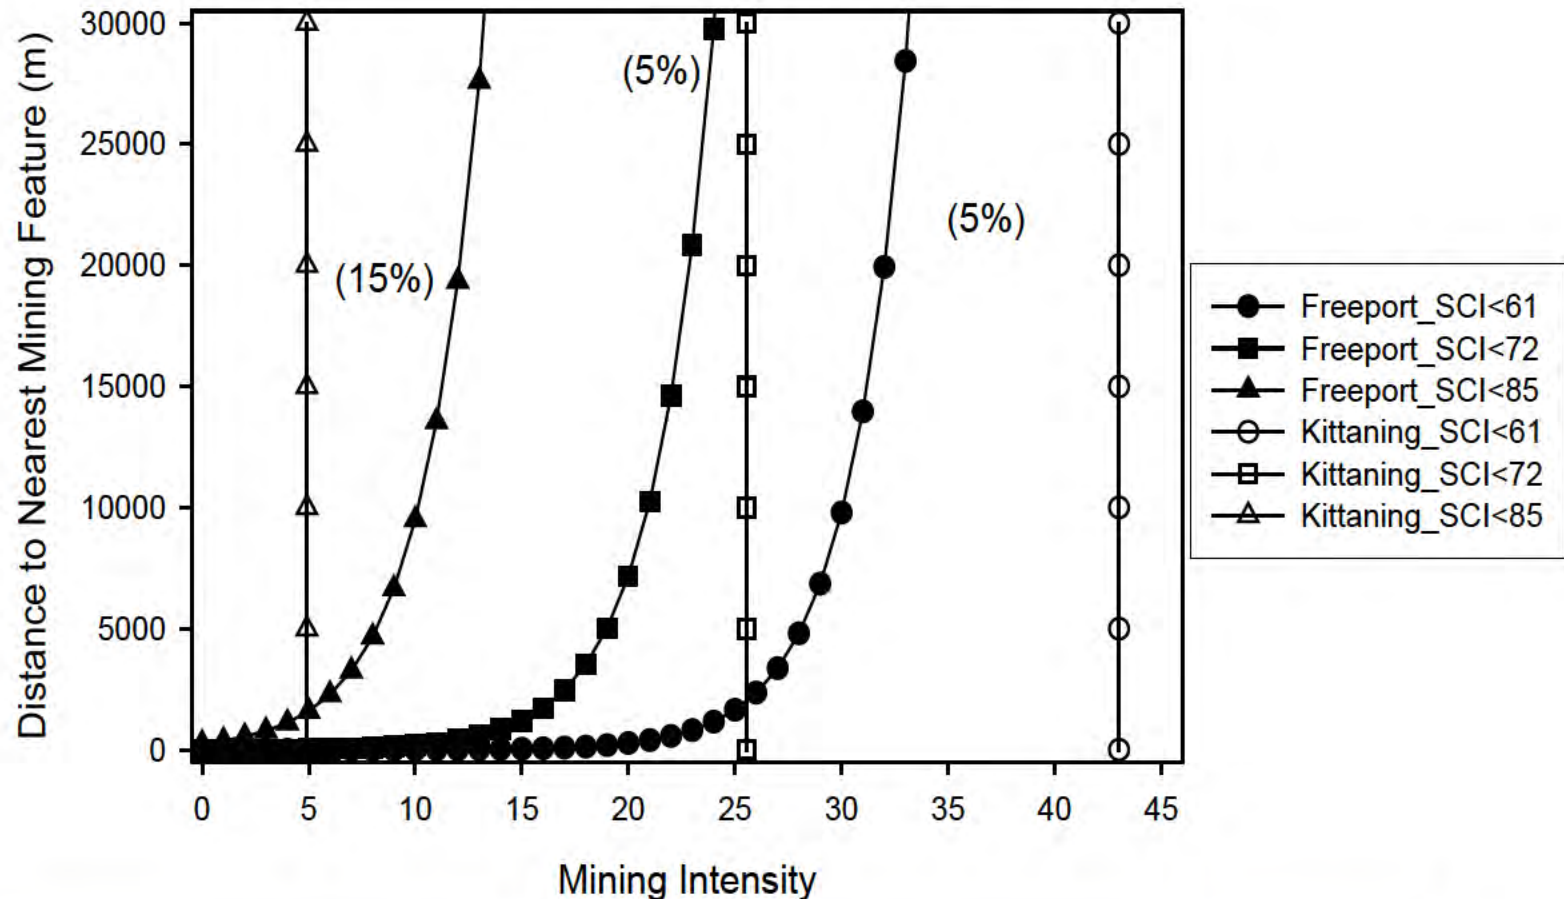 Distance to Nearest Mining Feature (m)
30000
25000
20000
15000
10000
5000
0
(15%)
(5%)
(5%)
0 5 10 15 20 25 30 35 40 45
Mining Intensity
Freeport_SCI<61
Freeport_SCI<72
Freeport_SCI<85
Kittaning_SCI<61
Kittaning_SCI<72
Kittaning_SCI<85